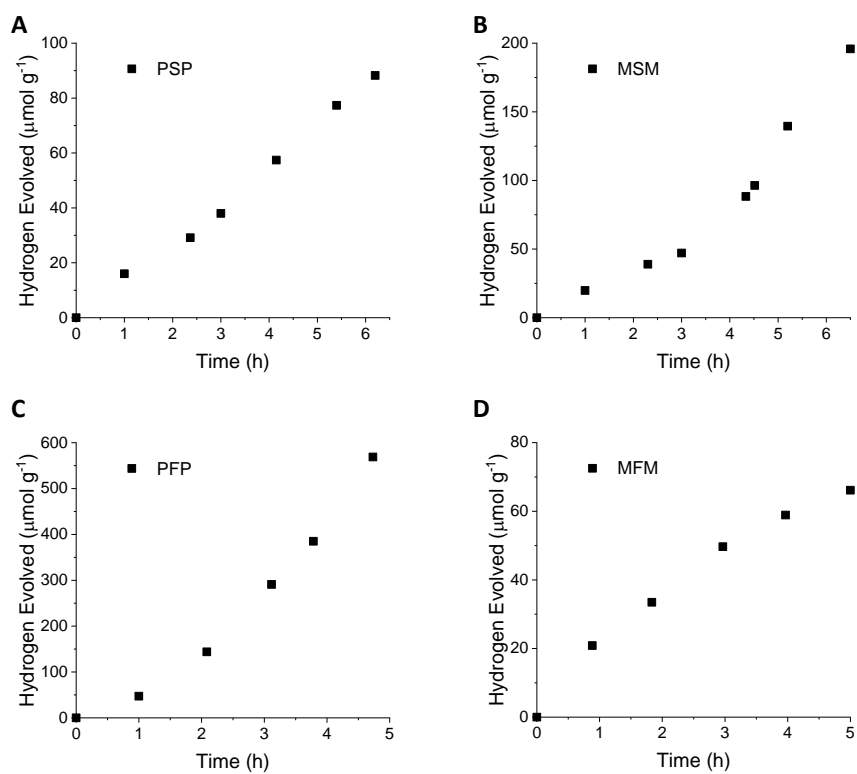 A
PSP
Hydrogen Evolved (μmol g⁻¹)
100
80
60
40
20
0
0 1 2 3 4 5 6
Time (h)
B
MSM
Hydrogen Evolved (μmol g⁻¹)
200
150
100
50
0
0 1 2 3 4 5 6
Time (h)
C
PFP
Hydrogen Evolved (μmol g⁻¹)
600
500
400
300
200
100
0
0 1 2 3 4 5
Time (h)
D
MFM
Hydrogen Evolved (μmol g⁻¹)
80
60
40
20
0
0 1 2 3 4 5
Time (h)